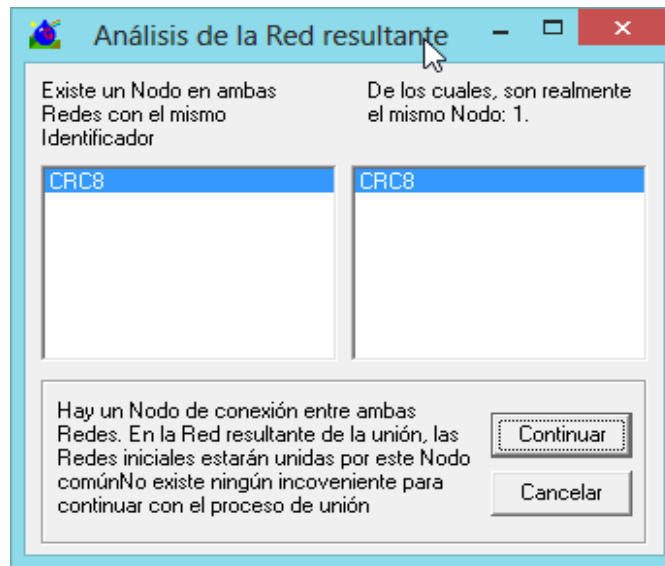 Análisis de la Red resultante
Existe un Nodo en ambas
Redes con el mismo
Identificador
De los cuales, son realmente
el mismo Nodo: 1.
CRC8
CRC8
Hay un Nodo de conexión entre ambas
Redes. En la Red resultante de la unión, las
Redes iniciales estarán unidas por este Nodo
comúnNo existe ningún incoveniente para
continuar con el proceso de unión
Continuar
Cancelar